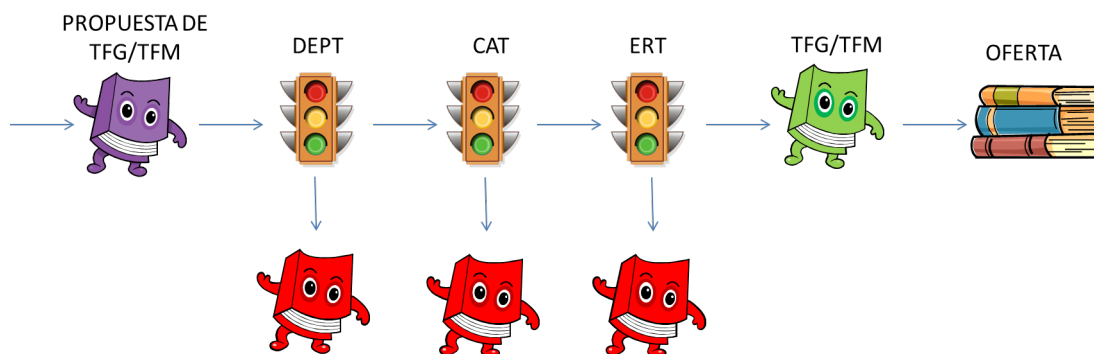 PROPUESTA DE
TFG/TFM
DEPT
CAT
ERT
TFG/TFM
OFERTA